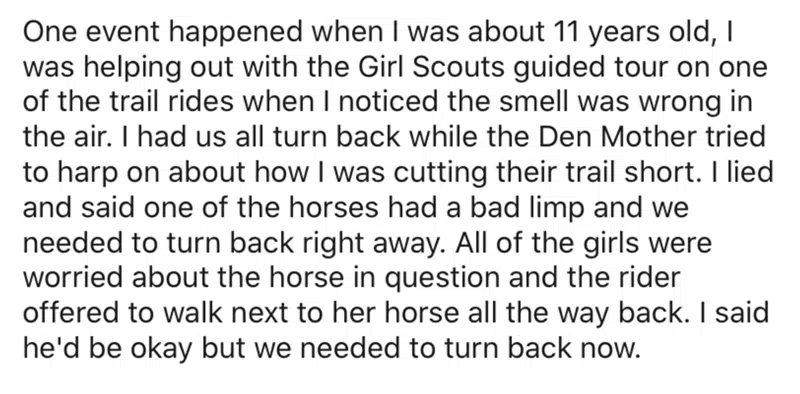 One event happened when I was about 11 years old, I
was helping out with the Girl Scouts guided tour on one
of the trail rides when I noticed the smell was wrong in
the air. I had us all turn back while the Den Mother tried
to harp on about how I was cutting their trail short. I lied
and said one of the horses had a bad limp and we
needed to turn back right away. All of the girls were
worried about the horse in question and the rider
offered to walk next to her horse all the way back. I said
he'd be okay but we needed to turn back now.